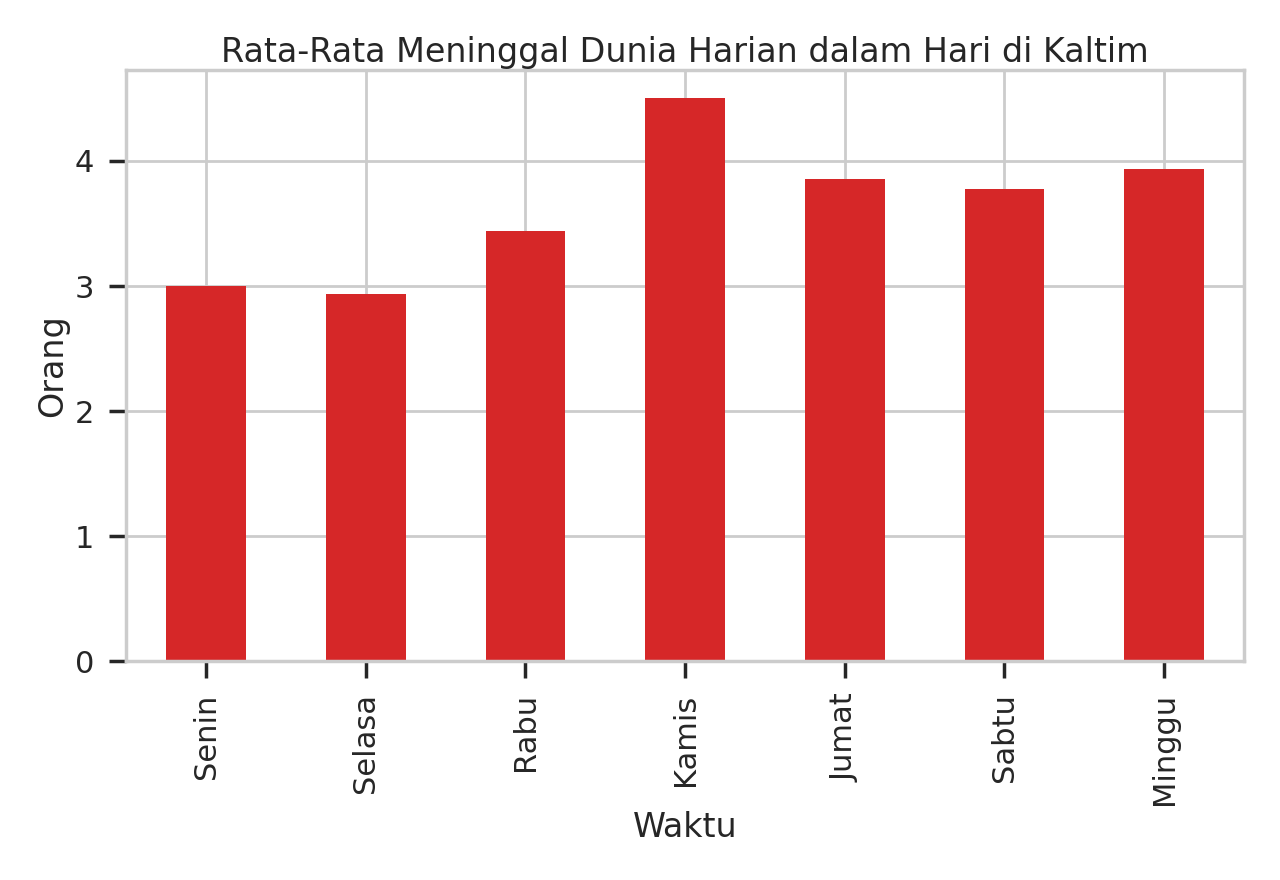 Rata-Rata Meninggal Dunia Harian dalam Hari di Kaltim
Orang
4
3
2
1
0
Senin
Selasa
Rabu
Kamis
Jumat
Sabtu
Minggu
Waktu